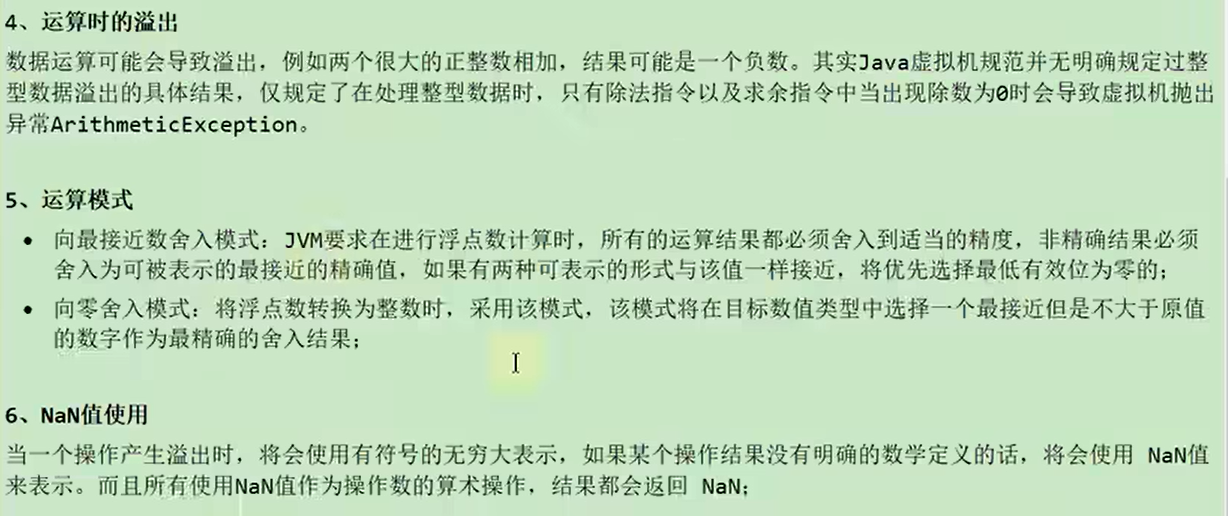 4、运算时的溢出
数据运算可能会导致溢出，例如两个很大的正整数相加，结果可能是一个负数。其实Java虚拟机规范并无明确规定过整
型数据溢出的具体结果，仅规定了在处理整型数据时，只有除法指令以及求余指令中当出现除数为0时会导致虚拟机抛出
异常ArithmeticException。
5、运算模式
• 向最接近数舍入模式：JVM要求在进行浮点数计算时，所有的运算结果都必须舍入到适当的精度，非精确结果必须
舍入为可被表示的最接近的精确值，如果有两种可表示的形式与该值一样接近，将优先选择最低有效位为零的；
• 向零舍入模式：将浮点数转换为整数时，采用该模式，该模式将在目标数值类型中选择一个最接近但是不大于原值
的数字作为最精确的舍入结果；
6、NaN值使用
当一个操作产生溢出时，将会使用有符号的无穷大表示，如果某个操作结果没有明确的数学定义的话，将会使用 NaN值
来表示。而且所有使用NaN值作为操作数的算术操作，结果都会返回 NaN；